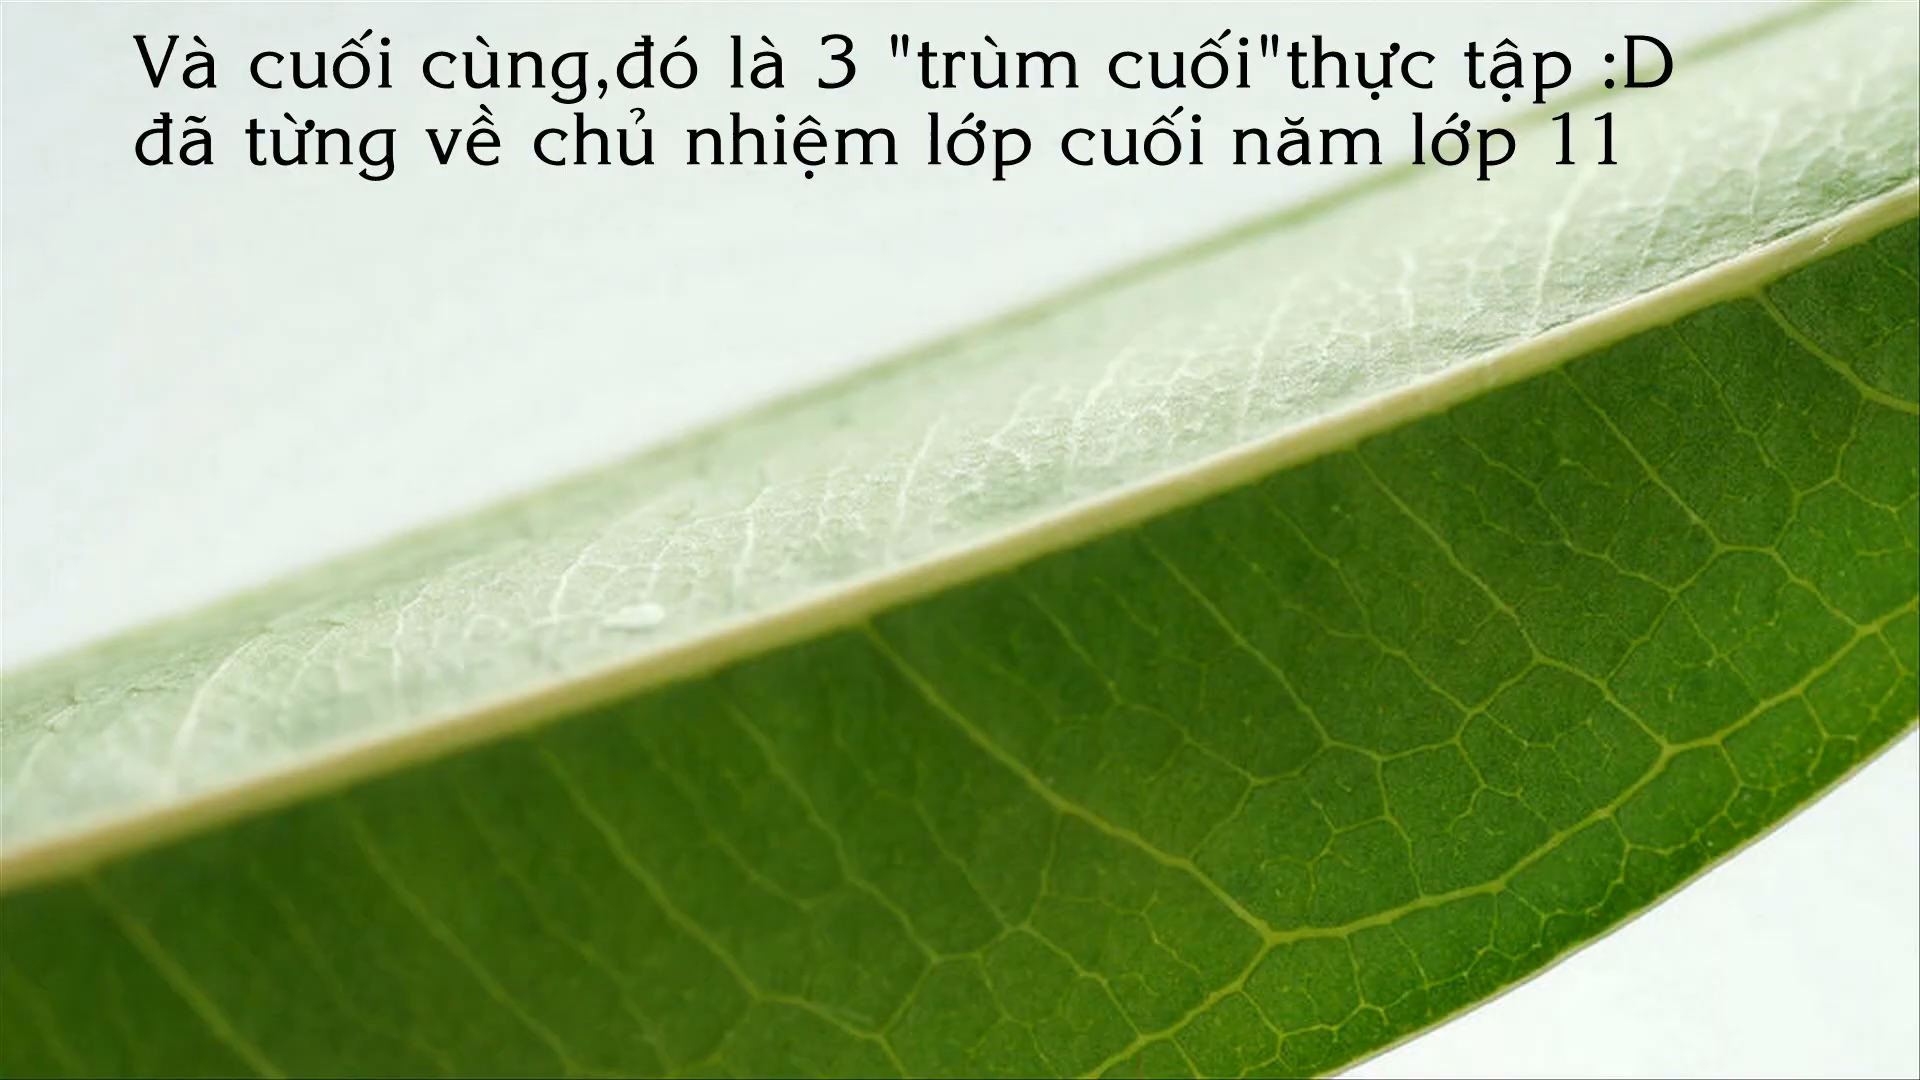 Và cuối cùng,đó là 3 "trùm cuối"thực tập :D
đã từng về chủ nhiệm lớp cuối năm lớp 11